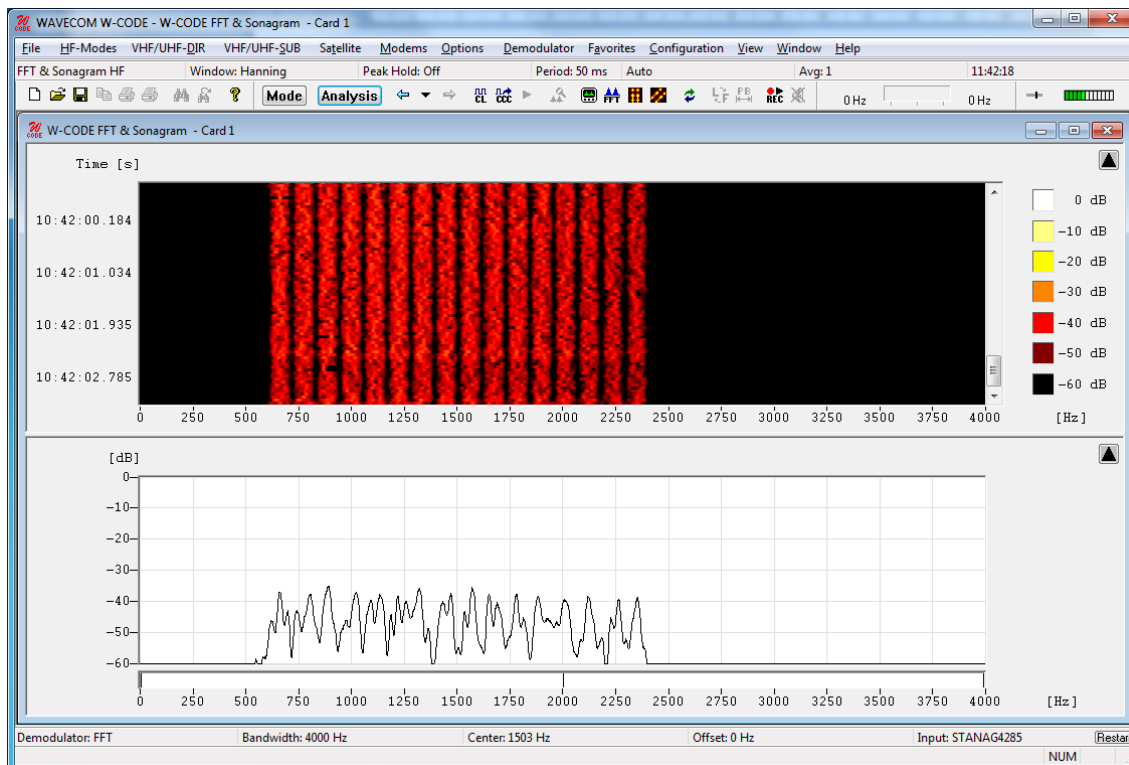 WAVECOM W-CODE - W-CODE FFT & Sonagram - Card 1
File HF-Modes VHF/UHF-DIR VHF/UHF-SUB Satellite Modems Options Demodulator Favorites Configuration View Window Help
FFT & Sonagram HF Window: Hanning Peak Hold: Off Period: 50 ms Auto Avg: 1 11:42:18
Mode Analysis CL CCC FFT L F PB REC 0 Hz 0 Hz
W-CODE FFT & Sonagram - Card 1
Time [s]
0 dB
10:42:00.184
-10 dB
-20 dB
10:42:01.034
-30 dB
10:42:01.935
-40 dB
-50 dB
10:42:02.785
-60 dB
0 250 500 750 1000 1250 1500 1750 2000 2250 2500 2750 3000 3250 3500 3750 4000 [Hz]
[dB]
0
-10
-20
-30
-40
-50
-60
0 250 500 750 1000 1250 1500 1750 2000 2250 2500 2750 3000 3250 3500 3750 4000 [Hz]
Demodulator: FFT Bandwidth: 4000 Hz Center: 1503 Hz Offset: 0 Hz Input: STANAG4285 Restar
NUM